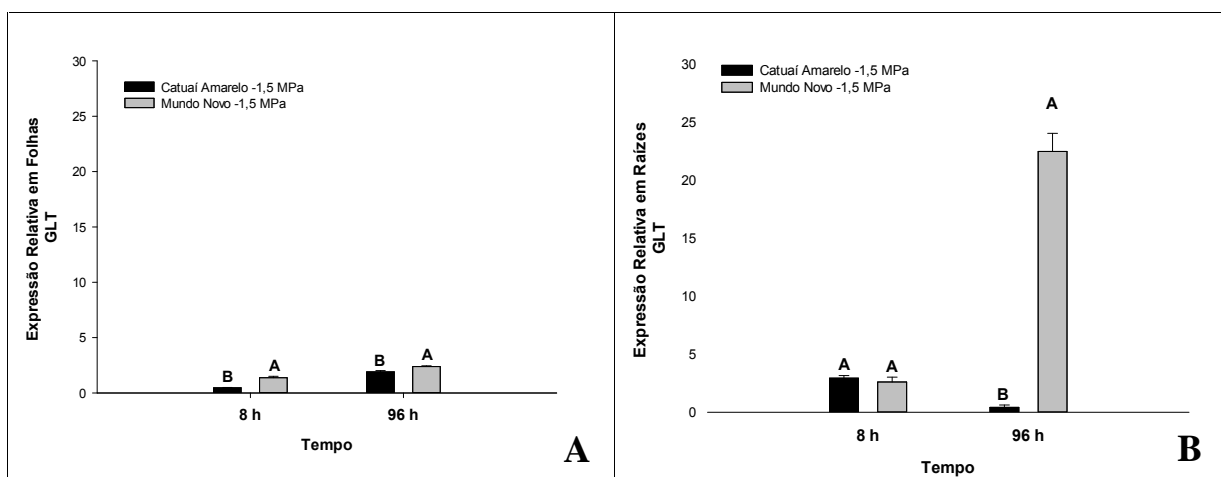 30
25
20
15
10
5
0
Expressão Relativa em Folhas
GLT
Catuaí Amarelo -1,5 MPa
Mundo Novo -1,5 MPa
B
A
B
A
8 h
96 h
Tempo
A
30
25
20
15
10
5
0
Expressão Relativa em Raízes
GLT
Catuaí Amarelo -1,5 MPa
Mundo Novo -1,5 MPa
A
A
B
A
8 h
96 h
Tempo
B